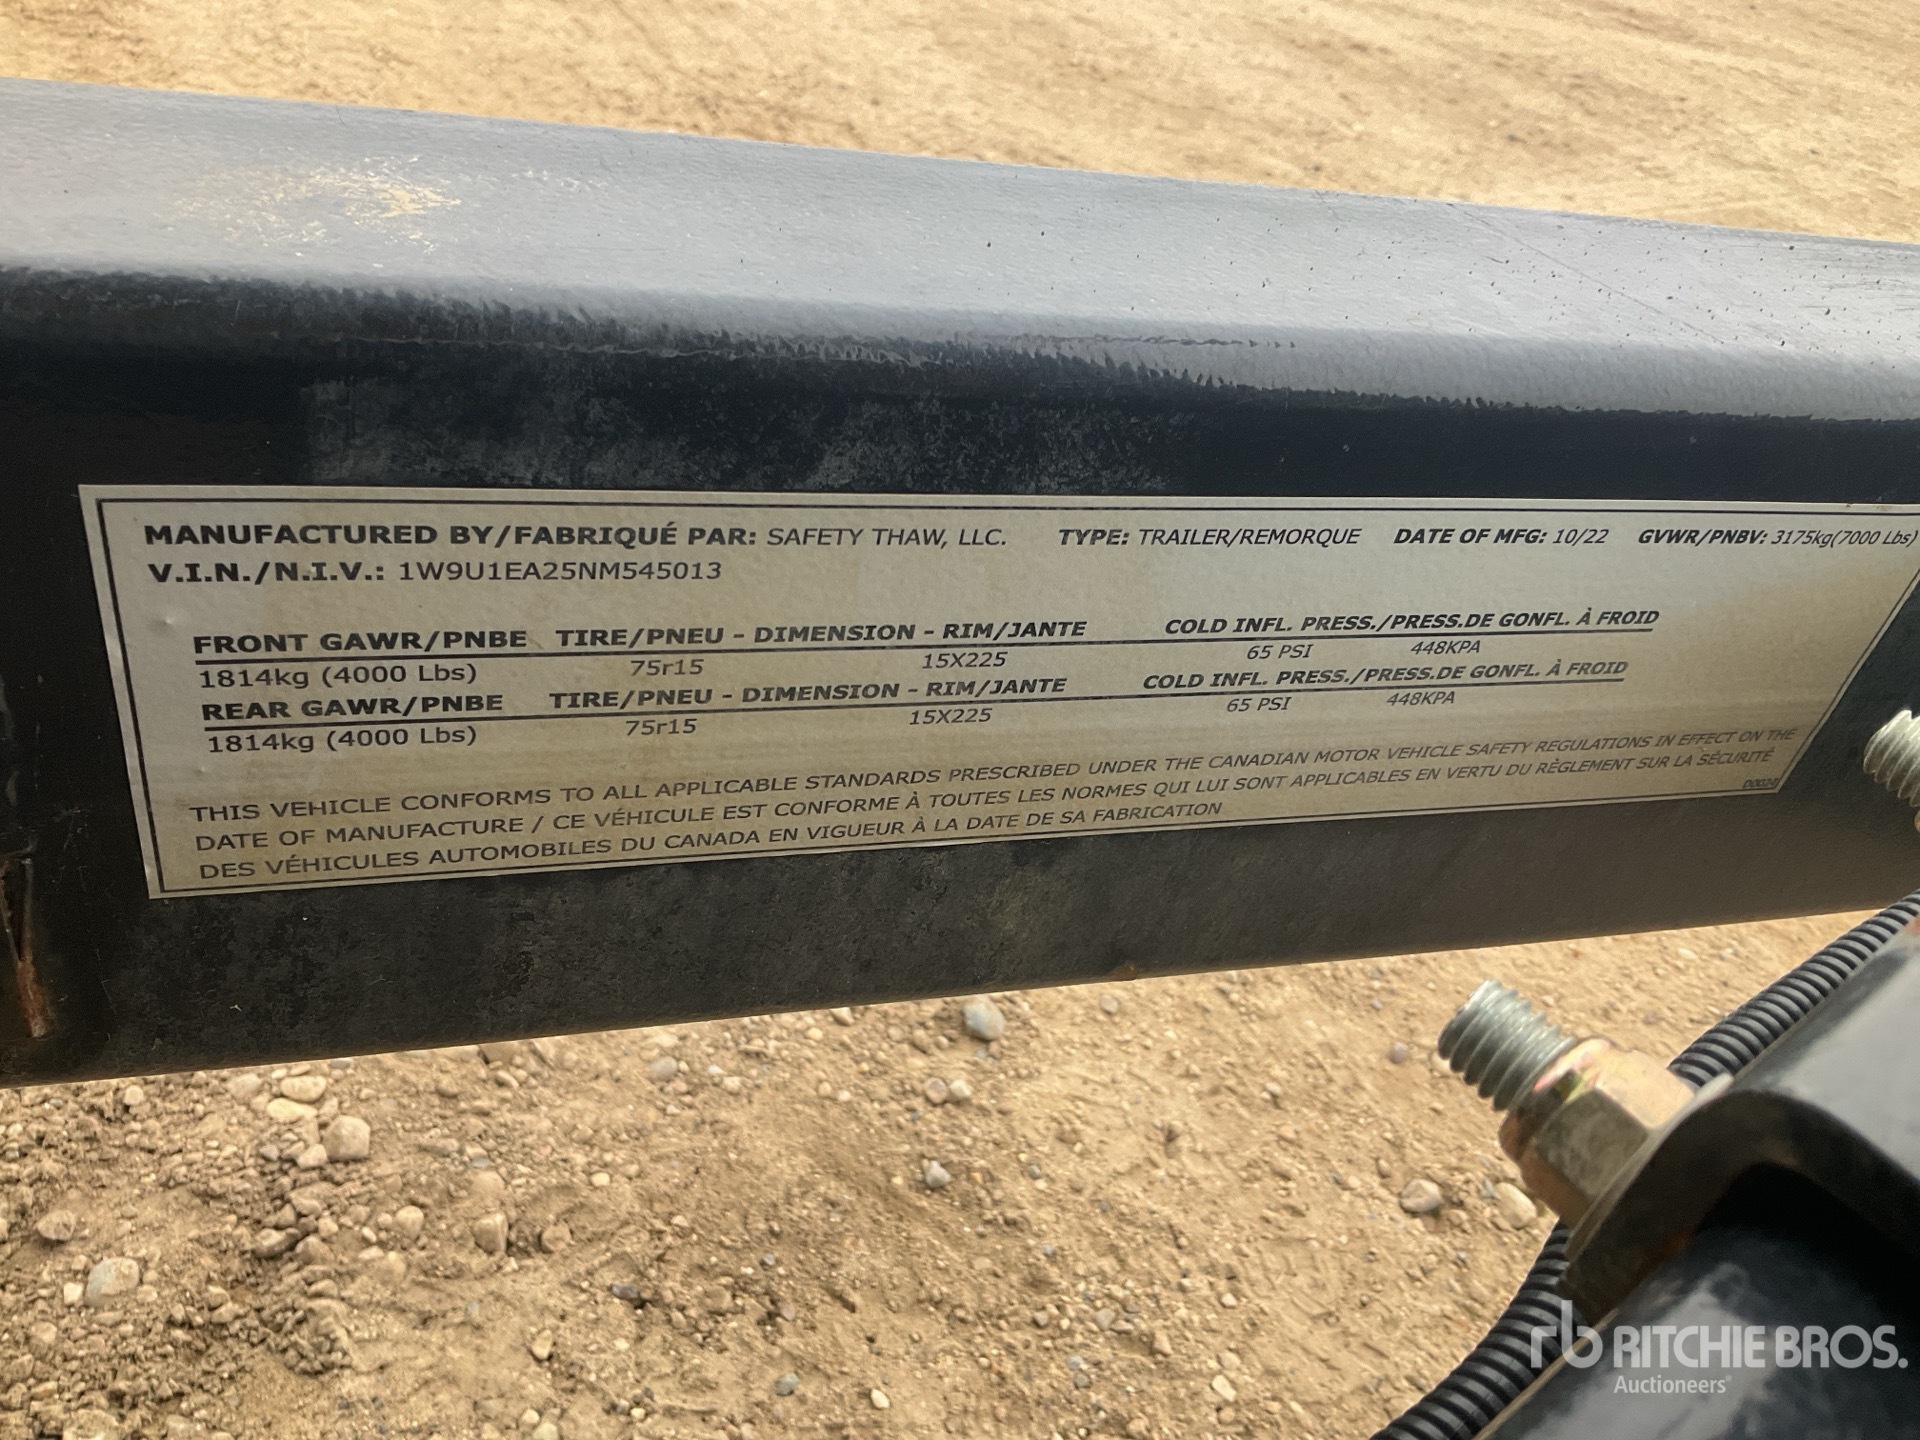 MANUFACTURED BY/FABRIQUÉ PAR: SAFETY THAW, LLC. TYPE: TRAILER/REMORQUE DATE OF MFG: 10/22 GVWR/PNBV: 3175kg(7000 Lbs)
V.I.N./N.I.V.: 1W9U1EA25NM545013
FRONT GAWR/PNBE TIRE/PNEU - DIMENSION - RIM/JANTE COLD INFL. PRESS./PRESS.DE GONFL. À FROID
1814kg (4000 Lbs) 75r15 15X225 65 PSI 448KPA
REAR GAWR/PNBE TIRE/PNEU - DIMENSION - RIM/JANTE COLD INFL. PRESS./PRESS.DE GONFL. À FROID
1814kg (4000 Lbs) 75r15 15X225 65 PSI 448KPA
THIS VEHICLE CONFORMS TO ALL APPLICABLE STANDARDS PRESCRIBED UNDER THE CANADIAN MOTOR VEHICLE SAFETY REGULATIONS IN EFFECT ON THE
DATE OF MANUFACTURE / CE VÉHICULE EST CONFORME À TOUTES LES NORMES QUI LUI SONT APPLICABLES EN VERTU DU RÈGLEMENT SUR LA SÉCURITÉ
DES VÉHICULES AUTOMOBILES DU CANADA EN VIGUEUR À LA DATE DE SA FABRICATION
rb RITCHIE BROS.
Auctioneers